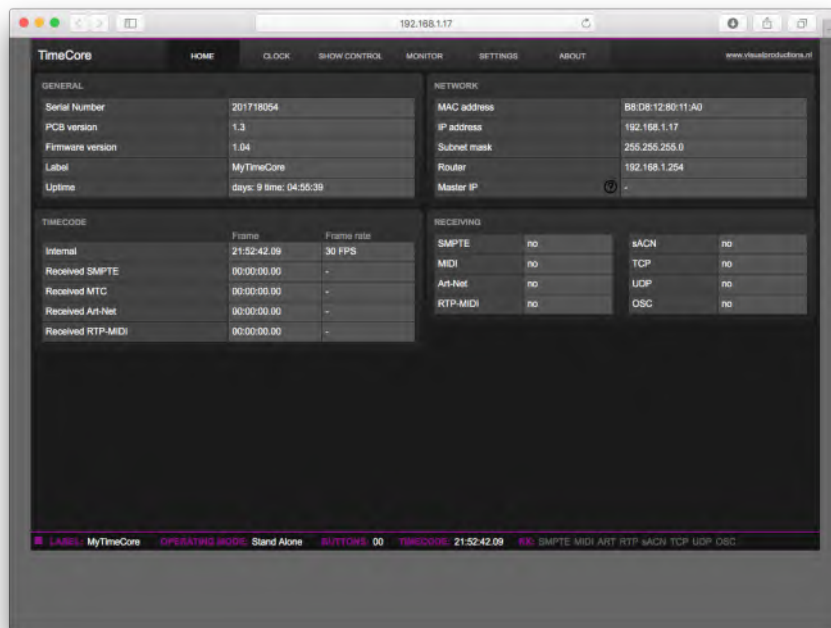 192.168.1.17
TimeCore HOME CLOCK SHOW CONTROL MONITOR SETTINGS ABOUT www.visualproductions.nl
GENERAL
Serial Number 201718054
PCB version 1.3
Firmware version 1.04
Label MyTimeCore
Uptime days: 9 time: 04:55:39
NETWORK
MAC address B8:D8:12:80:11:A0
IP address 192.168.1.17
Subnet mask 255.255.255.0
Router 192.168.1.254
Master IP ? -
TIMECODE
Frame Frame rate
Internal 21:52:42.09 30 FPS
Received SMPTE 00:00:00.00 -
Received MTC 00:00:00.00 -
Received Art-Net 00:00:00.00 -
Received RTP-MIDI 00:00:00.00 -
RECEIVING
SMPTE no sACN no
MIDI no TCP no
Art-Net no UDP no
RTP-MIDI no OSC no
LABEL: MyTimeCore OPERATING MODE: Stand Alone BUTTONS: 00 TIMECODE: 21:52:42.09 RX: SMPTE MIDI ART RTP sACN TCP UDP OSC